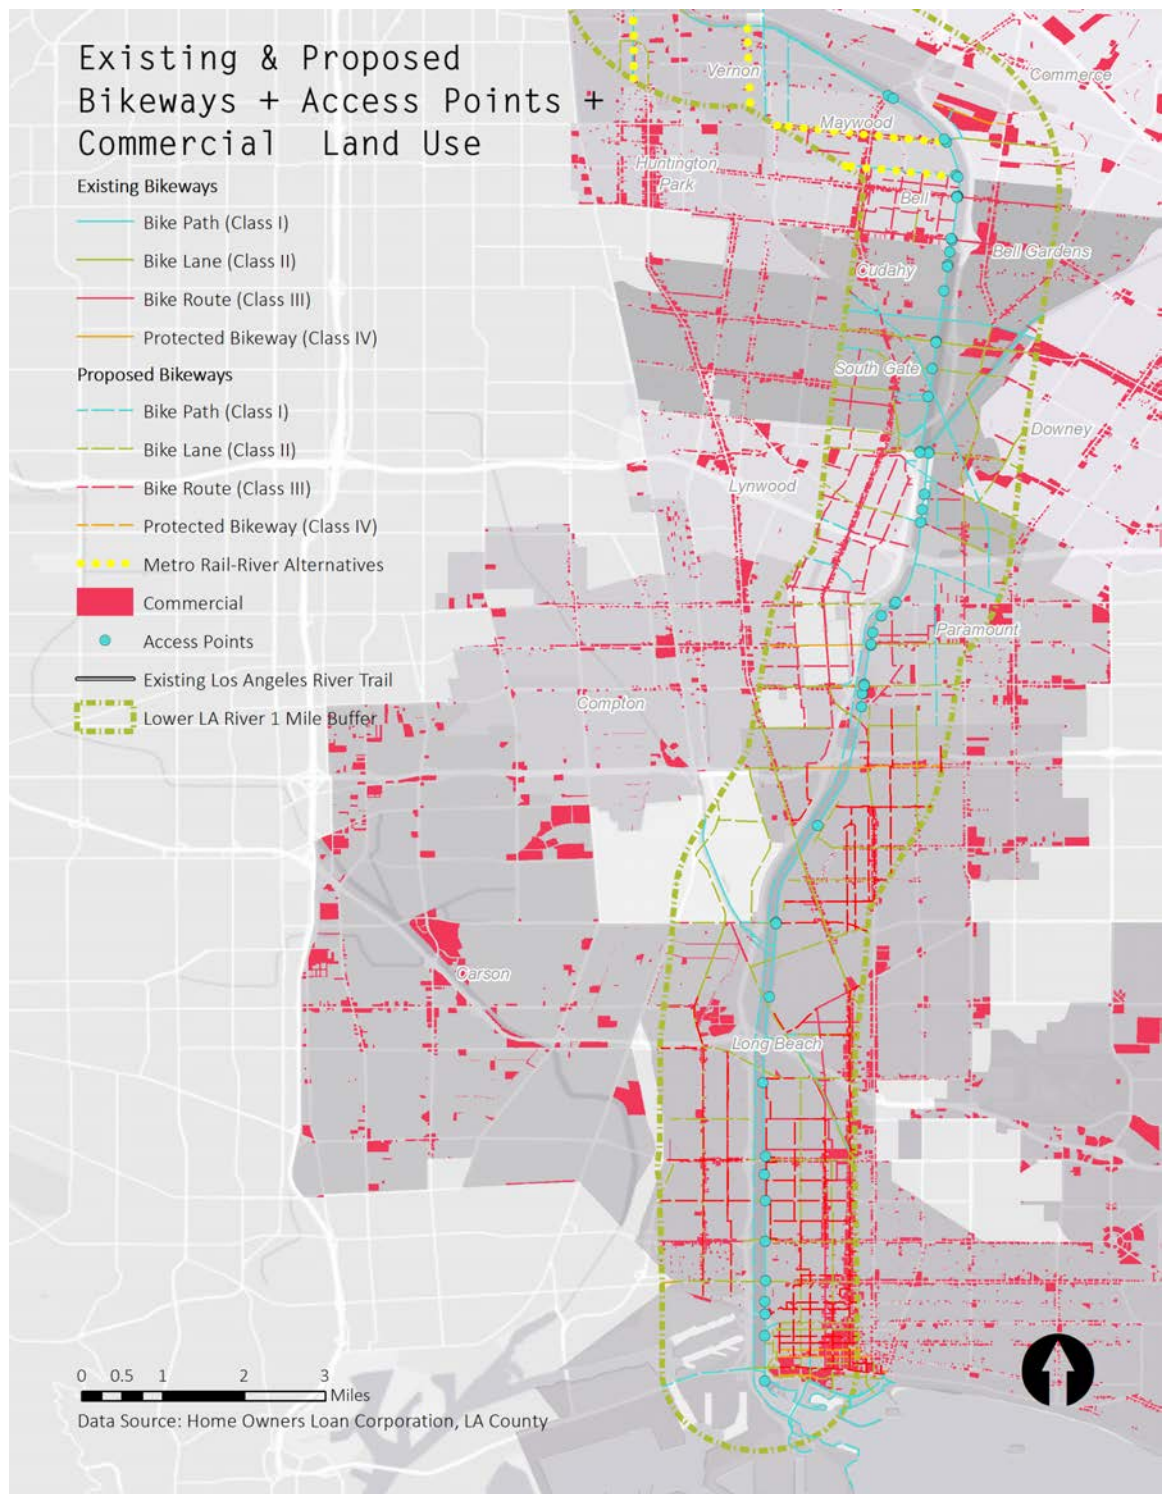 Existing & Proposed
Bikeways + Access Points +
Commercial Land Use
Existing Bikeways
Bike Path (Class I)
Bike Lane (Class II)
Bike Route (Class III)
Protected Bikeway (Class IV)
Proposed Bikeways
Bike Path (Class I)
Bike Lane (Class II)
Bike Route (Class III)
Protected Bikeway (Class IV)
Metro Rail-River Alternatives
Commercial
Access Points
Existing Los Angeles River Trail
Lower LA River 1 Mile Buffer
Vernon
Commerce
Maywood
Huntington
Park
Bell
Bell Gardens
Cudahy
South Gate
Downey
Lynwood
Paramount
Compton
Carson
Long Beach
0 0.5 1 2 3
Miles
Data Source: Home Owners Loan Corporation, LA County